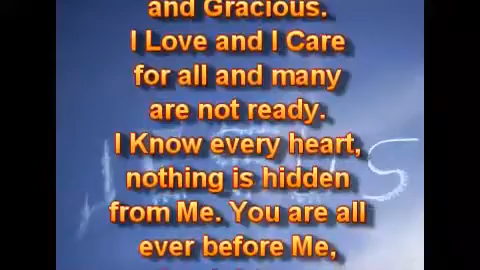 and Gracious.
I Love and I Care
for all and many
are not ready.
I Know every heart,
nothing is hidden
from Me. You are all
ever before Me,
JESUS